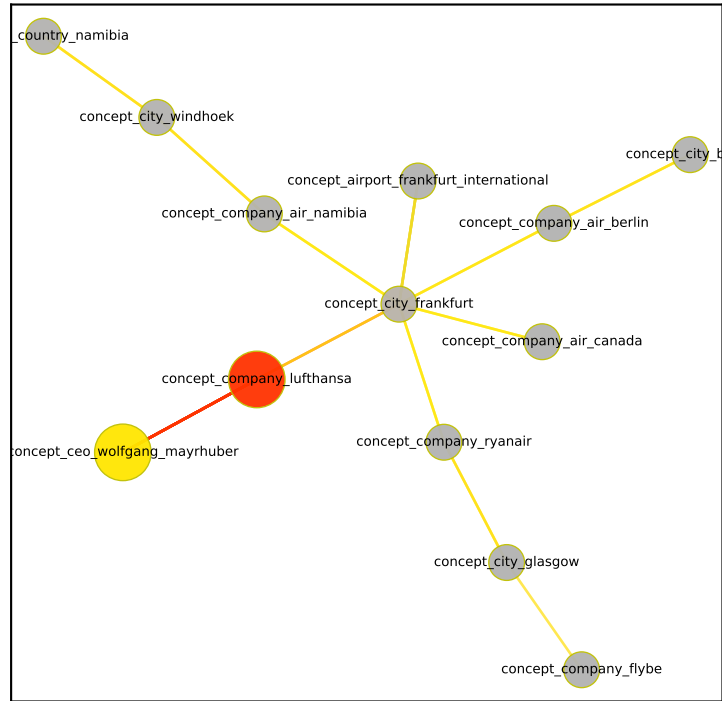 _country_namibia
concept_city_windhoek
concept_city_b
concept_airport_frankfurt_international
concept_company_air_namibia
concept_company_air_berlin
concept_city_frankfurt
concept_company_air_canada
concept_company_lufthansa
concept_company_ryanair
concept_ceo_wolfgang_mayrhuber
concept_city_glasgow
concept_company_flybe